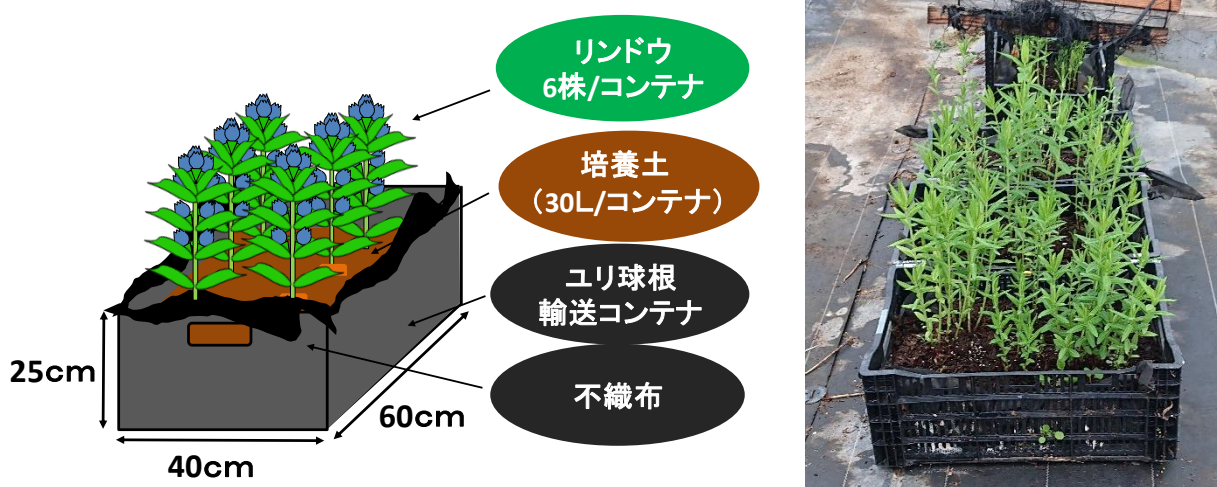 リンドウ
6株/コンテナ
培養土
（30L/コンテナ）
ユリ球根
輸送コンテナ
不織布
25cm
60cm
40cm